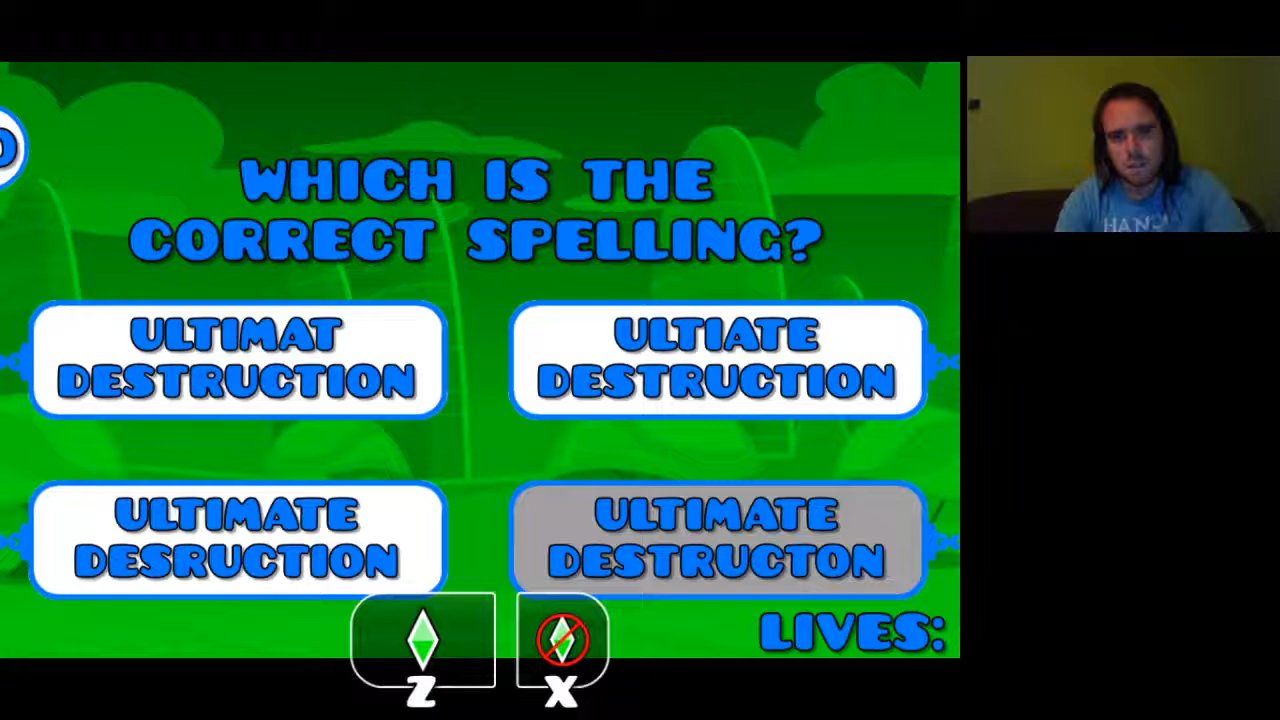 WHICH IS THE
CORRECT SPELLING?
ULTIMAT
DESTRUCTION
ULTIATE
DESTRUCTION
ULTIMATE
DESRUCTION
ULTIMATE
DESTRUCTON
LIVES:
Z
X